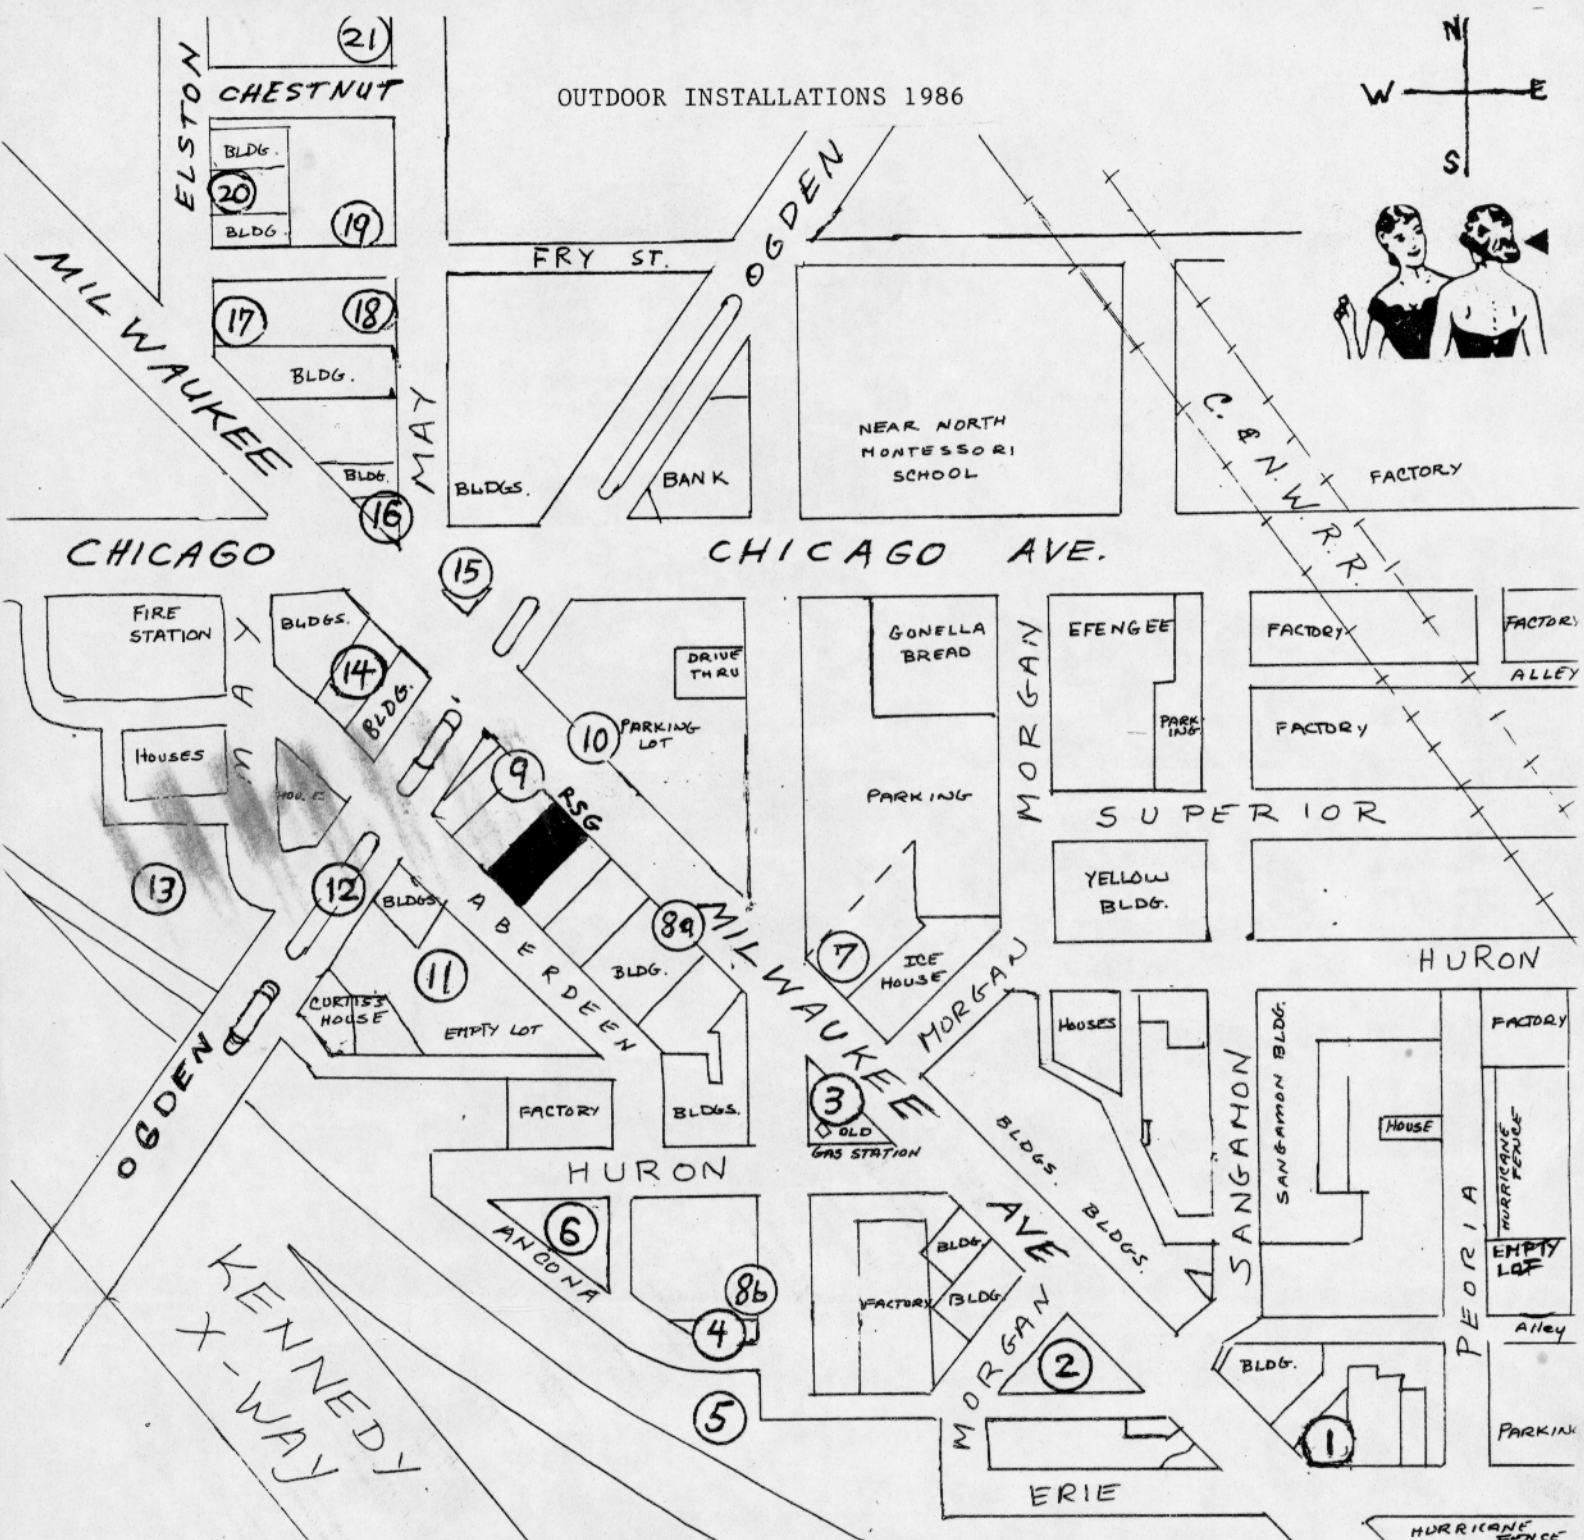 OUTDOOR INSTALLATIONS 1986
N
W E
S
21
ELSTON
CHESTNUT
BLDG.
20
BLDG.
19
OGDEN
FRY ST.
MILWAUKEE
17
18
BLDG.
MAY
BLDG.
16
BLDGS.
BANK
NEAR NORTH
MONTESSORI
SCHOOL
C. & N. W. R. R.
FACTORY
CHICAGO
CHICAGO AVE.
15
FIRE
STATION
MAY
BLDGS.
14
BLDG.
DRIVE
THRU
10
PARKING
LOT
GONELLA
BREAD
MORGAN
EFENGEE
PARK
ING
FACTORY
FACTORY
ALLEY
FACTORY
HOUSES
HOUSE
9
RSG
PARKING
SUPERIOR
13
12
BLDGS.
ABERDEEN
8a
MILWAUKEE
AVE
7
ICE
HOUSE
MORGAN
YELLOW
BLDG.
HURON
11
BLDG.
CURTISS
HOUSE
EMPTY LOT
OGDEN
HOUSES
SANGAMON
SANGAMON BLDG.
FACTORY
FACTORY
BLDGS.
3
OLD
GAS STATION
BLDGS.
BLDGS.
HOUSE
HURRICANE
FENCE
HURON
6
ANCONA
8b
4
5
FACTORY
BLDG.
BLDG.
MORGAN
2
PEORIA
EMPTY
LOT
Alley
KENNEDY
X-WAY
BLDG.
1
PARKING
ERIE
HURRICANE
FENCE